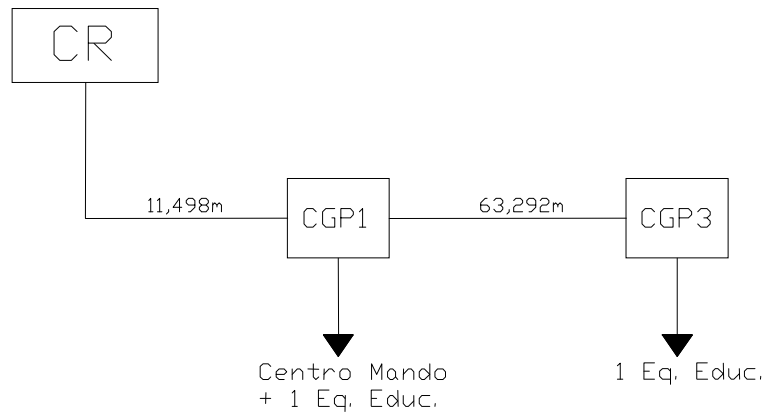 CR
11,498m
CGP1
63,292m
CGP3
Centro Mando
+ 1 Eq. Educ.
1 Eq. Educ.